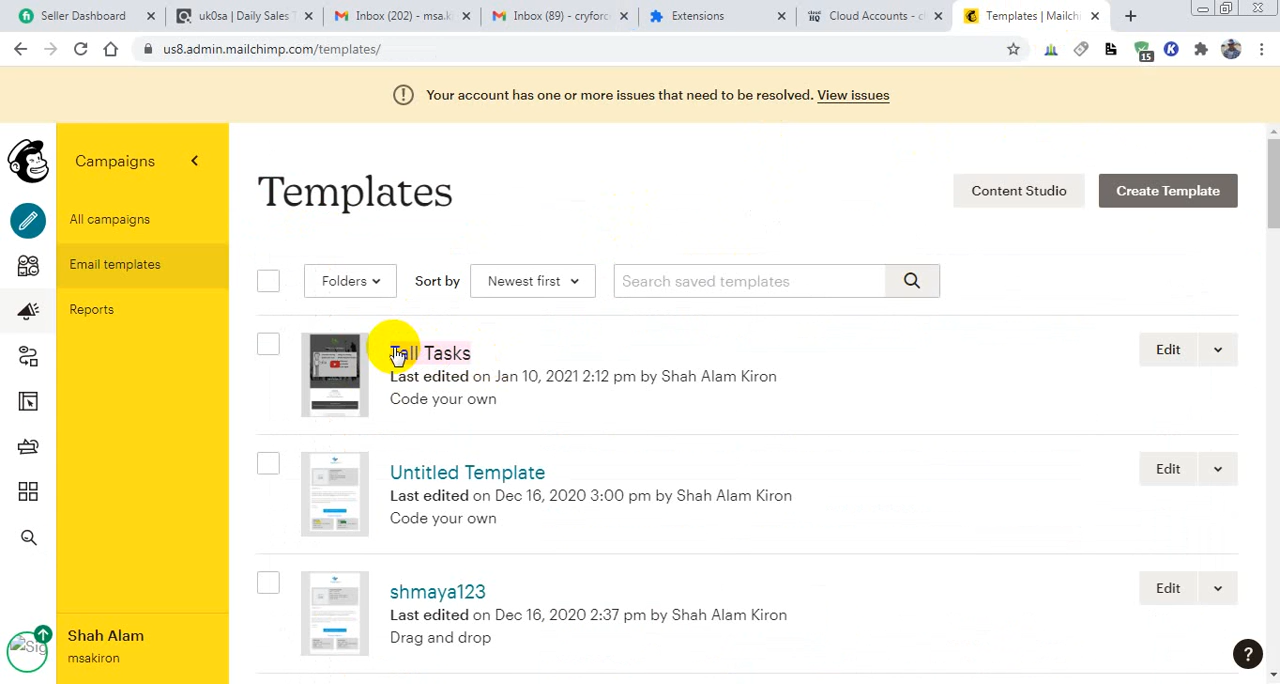 Seller Dashboard
uk0sa | Daily Sales T
Inbox (202) - msa.k
Inbox (89) - cryforc
Extensions
cloud HQ
Cloud Accounts - c
Templates | Mailchi
us8.admin.mailchimp.com/templates/
15
K
Your account has one or more issues that need to be resolved. View issues
Campaigns
All campaigns
Email templates
Reports
Shah Alam
msakiron
Templates
Content Studio
Create Template
Folders
Sort by
Newest first
Search saved templates
Tall Tasks
Last edited on Jan 10, 2021 2:12 pm by Shah Alam Kiron
Code your own
Edit
Untitled Template
Last edited on Dec 16, 2020 3:00 pm by Shah Alam Kiron
Code your own
Edit
shmaya123
Last edited on Dec 16, 2020 2:37 pm by Shah Alam Kiron
Drag and drop
Edit
?